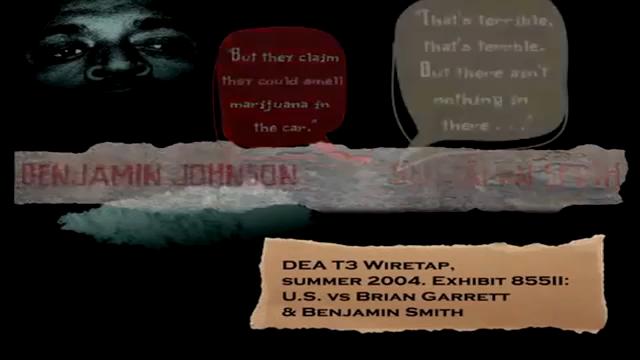 "But they claim
they could smell
marijuana in
the car."
"That's terrible,
that's terrible.
But there ain't
nothing in
there . . ."
BENJAMIN JOHNSON
DEA T3 WIRETAP,
SUMMER 2004. EXHIBIT 855II:
U.S. VS BRIAN GARRETT
& BENJAMIN SMITH